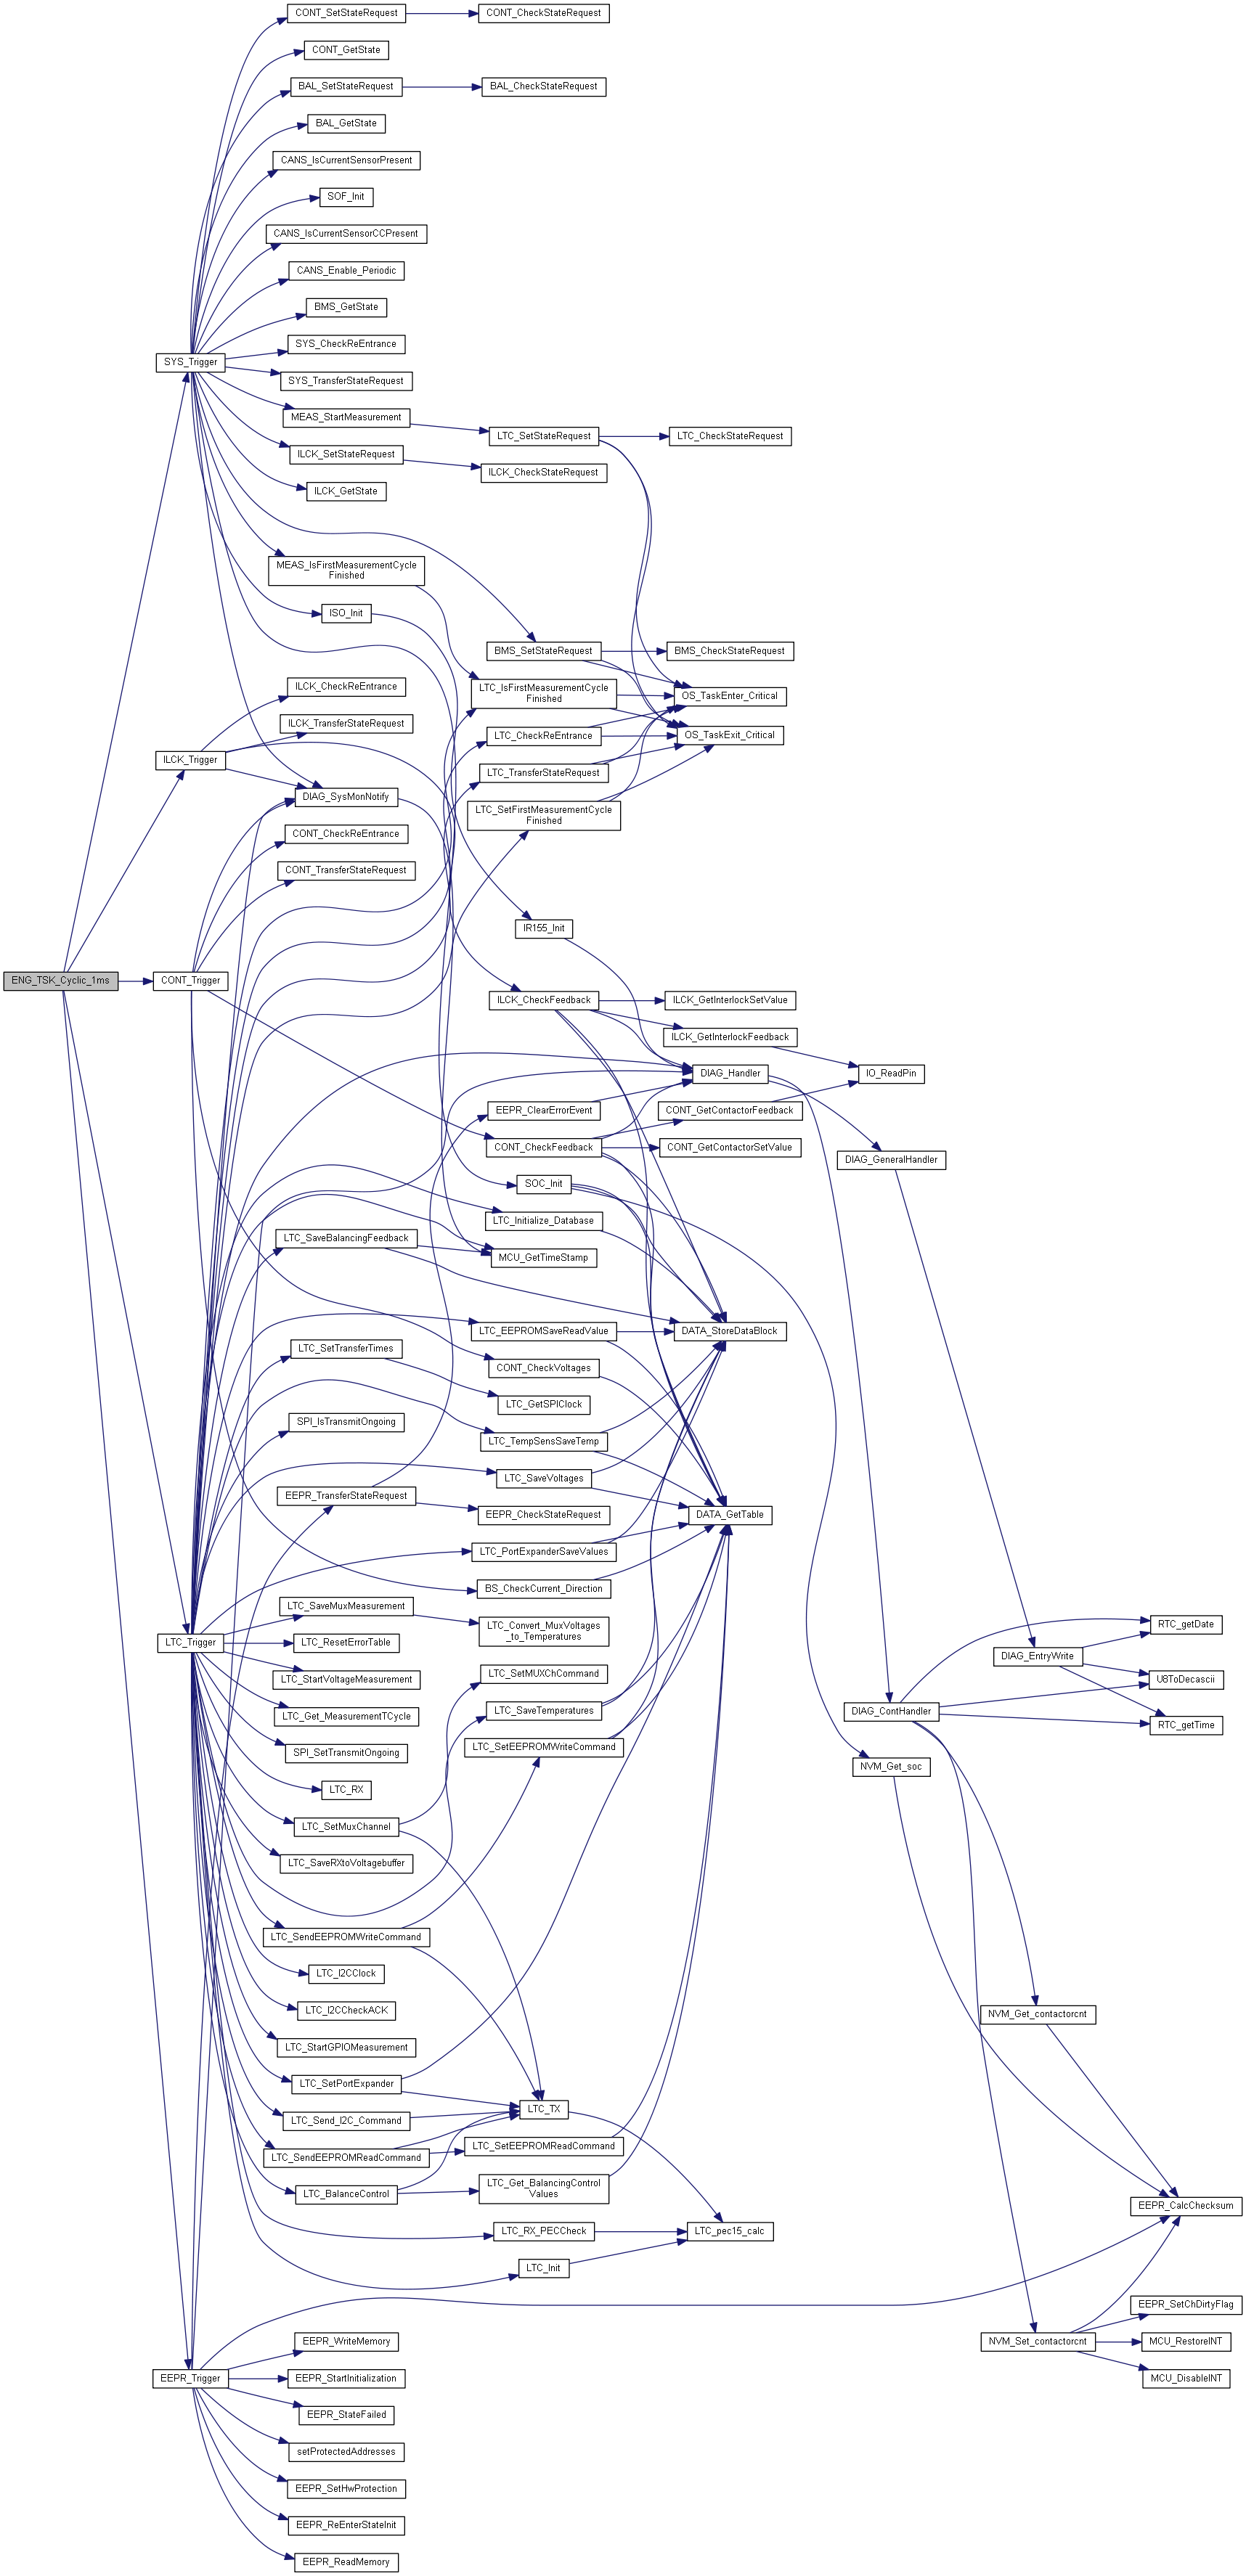 CONT_SetStateRequest
CONT_CheckStateRequest
CONT_GetState
BAL_SetStateRequest
BAL_CheckStateRequest
BAL_GetState
CANS_IsCurrentSensorPresent
SOF_Init
CANS_IsCurrentSensorCCPresent
CANS_Enable_Periodic
BMS_GetState
SYS_CheckReEntrance
SYS_Trigger
SYS_TransferStateRequest
MEAS_StartMeasurement
LTC_SetStateRequest
LTC_CheckStateRequest
ILCK_SetStateRequest
ILCK_CheckStateRequest
ILCK_GetState
MEAS_IsFirstMeasurementCycle
Finished
ISO_Init
BMS_SetStateRequest
BMS_CheckStateRequest
ILCK_CheckReEntrance
LTC_IsFirstMeasurementCycle
Finished
OS_TaskEnter_Critical
ILCK_TransferStateRequest
LTC_CheckReEntrance
OS_TaskExit_Critical
ILCK_Trigger
LTC_TransferStateRequest
DIAG_SysMonNotify
LTC_SetFirstMeasurementCycle
Finished
CONT_CheckReEntrance
CONT_TransferStateRequest
IR155_Init
ENG_TSK_Cyclic_1ms
CONT_Trigger
ILCK_CheckFeedback
ILCK_GetInterlockSetValue
ILCK_GetInterlockFeedback
DIAG_Handler
IO_ReadPin
EEPR_ClearErrorEvent
CONT_GetContactorFeedback
CONT_CheckFeedback
CONT_GetContactorSetValue
DIAG_GeneralHandler
SOC_Init
LTC_Initialize_Database
LTC_SaveBalancingFeedback
MCU_GetTimeStamp
LTC_EEPROMSaveReadValue
DATA_StoreDataBlock
LTC_SetTransferTimes
CONT_CheckVoltages
LTC_GetSPIClock
SPI_IsTransmitOngoing
LTC_TempSensSaveTemp
LTC_SaveVoltages
EEPR_TransferStateRequest
EEPR_CheckStateRequest
DATA_GetTable
LTC_PortExpanderSaveValues
BS_CheckCurrent_Direction
LTC_SaveMuxMeasurement
LTC_Convert_MuxVoltages
_to_Temperatures
RTC_getDate
LTC_Trigger
LTC_ResetErrorTable
DIAG_EntryWrite
LTC_StartVoltageMeasurement
LTC_SetMUXChCommand
U8ToDecascii
LTC_Get_MeasurementTCycle
LTC_SaveTemperatures
DIAG_ContHandler
RTC_getTime
SPI_SetTransmitOngoing
LTC_SetEEPROMWriteCommand
NVM_Get_soc
LTC_RX
LTC_SetMuxChannel
LTC_SaveRXtoVoltagebuffer
LTC_SendEEPROMWriteCommand
LTC_I2CClock
LTC_I2CCheckACK
NVM_Get_contactorcnt
LTC_StartGPIOMeasurement
LTC_SetPortExpander
LTC_TX
LTC_Send_I2C_Command
LTC_SendEEPROMReadCommand
LTC_SetEEPROMReadCommand
LTC_BalanceControl
LTC_Get_BalancingControl
Values
EEPR_CalcChecksum
LTC_RX_PECCheck
LTC_pec15_calc
LTC_Init
EEPR_SetChDirtyFlag
EEPR_WriteMemory
NVM_Set_contactorcnt
MCU_RestoreINT
EEPR_Trigger
EEPR_StartInitialization
MCU_DisableINT
EEPR_StateFailed
setProtectedAddresses
EEPR_SetHwProtection
EEPR_ReEnterStateInit
EEPR_ReadMemory